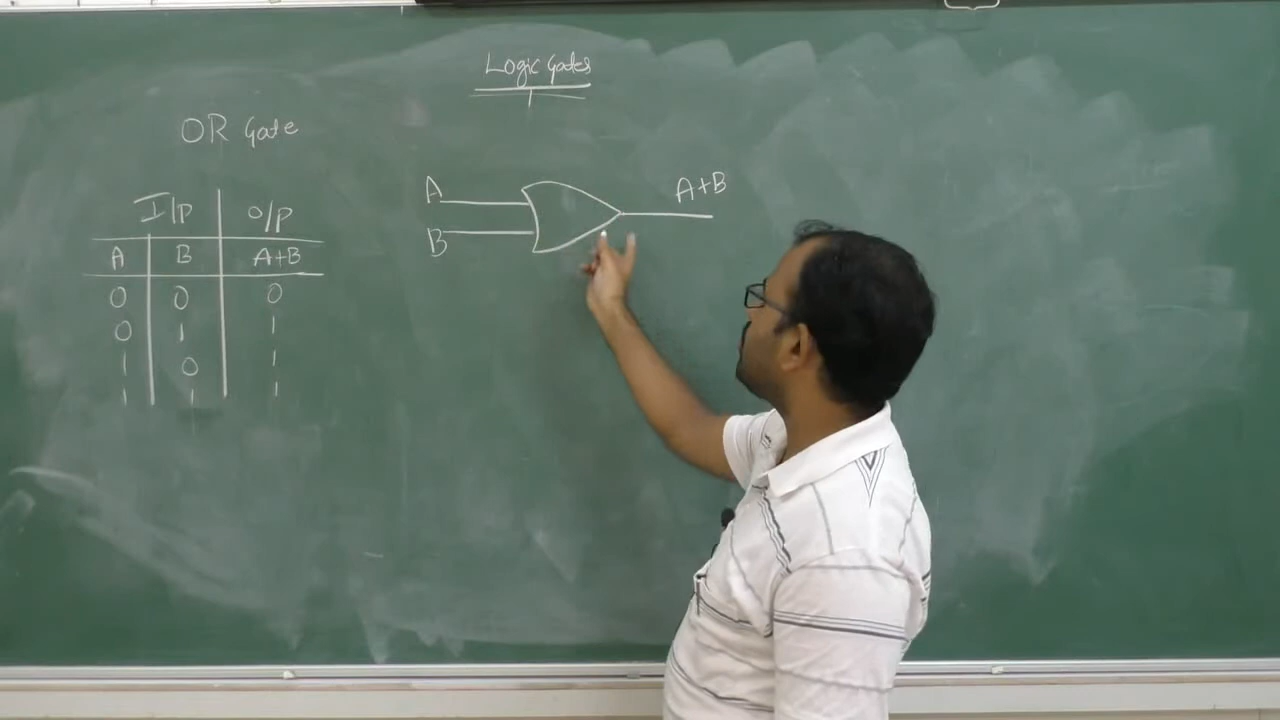 Logic Gates
OR Gate
I/p O/p
A B A+B
0 0 0
0 1 1
1 0 1
1 1 1
A
B
A+B